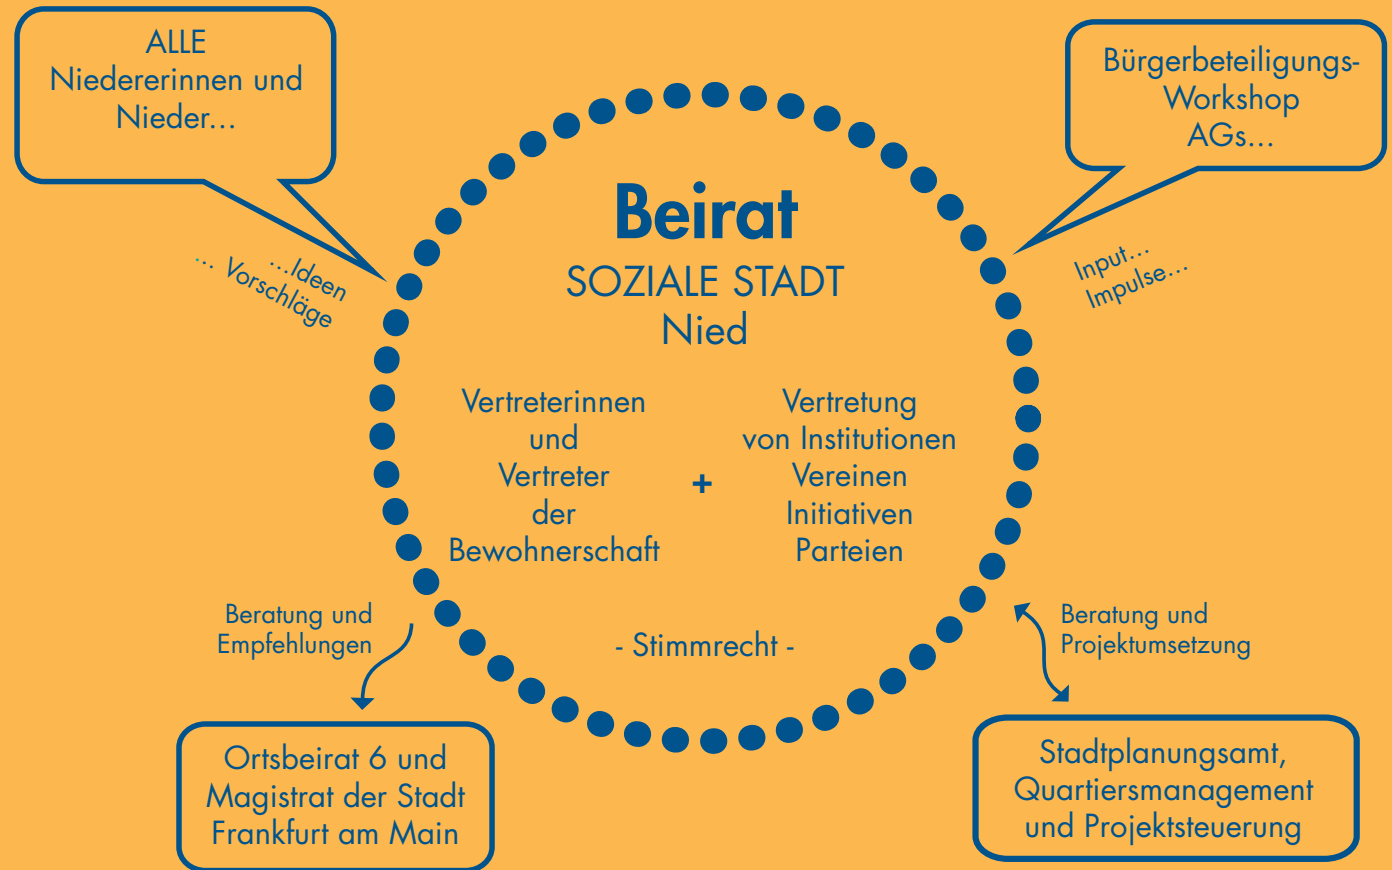 ALLE
Niedererinnen und
Nieder...
Bürgerbeteiligungs-
Workshop
AGs...
...Ideen
... Vorschläge
Input...
Impulse...
Beirat
SOZIALE STADT
Nied
Vertreterinnen
und
Vertreter
der
Bewohnerschaft
+
Vertretung
von Institutionen
Vereinen
Initiativen
Parteien
- Stimmrecht -
Beratung und
Empfehlungen
Beratung und
Projektumsetzung
Ortsbeirat 6 und
Magistrat der Stadt
Frankfurt am Main
Stadtplanungsamt,
Quartiersmanagement
und Projektsteuerung